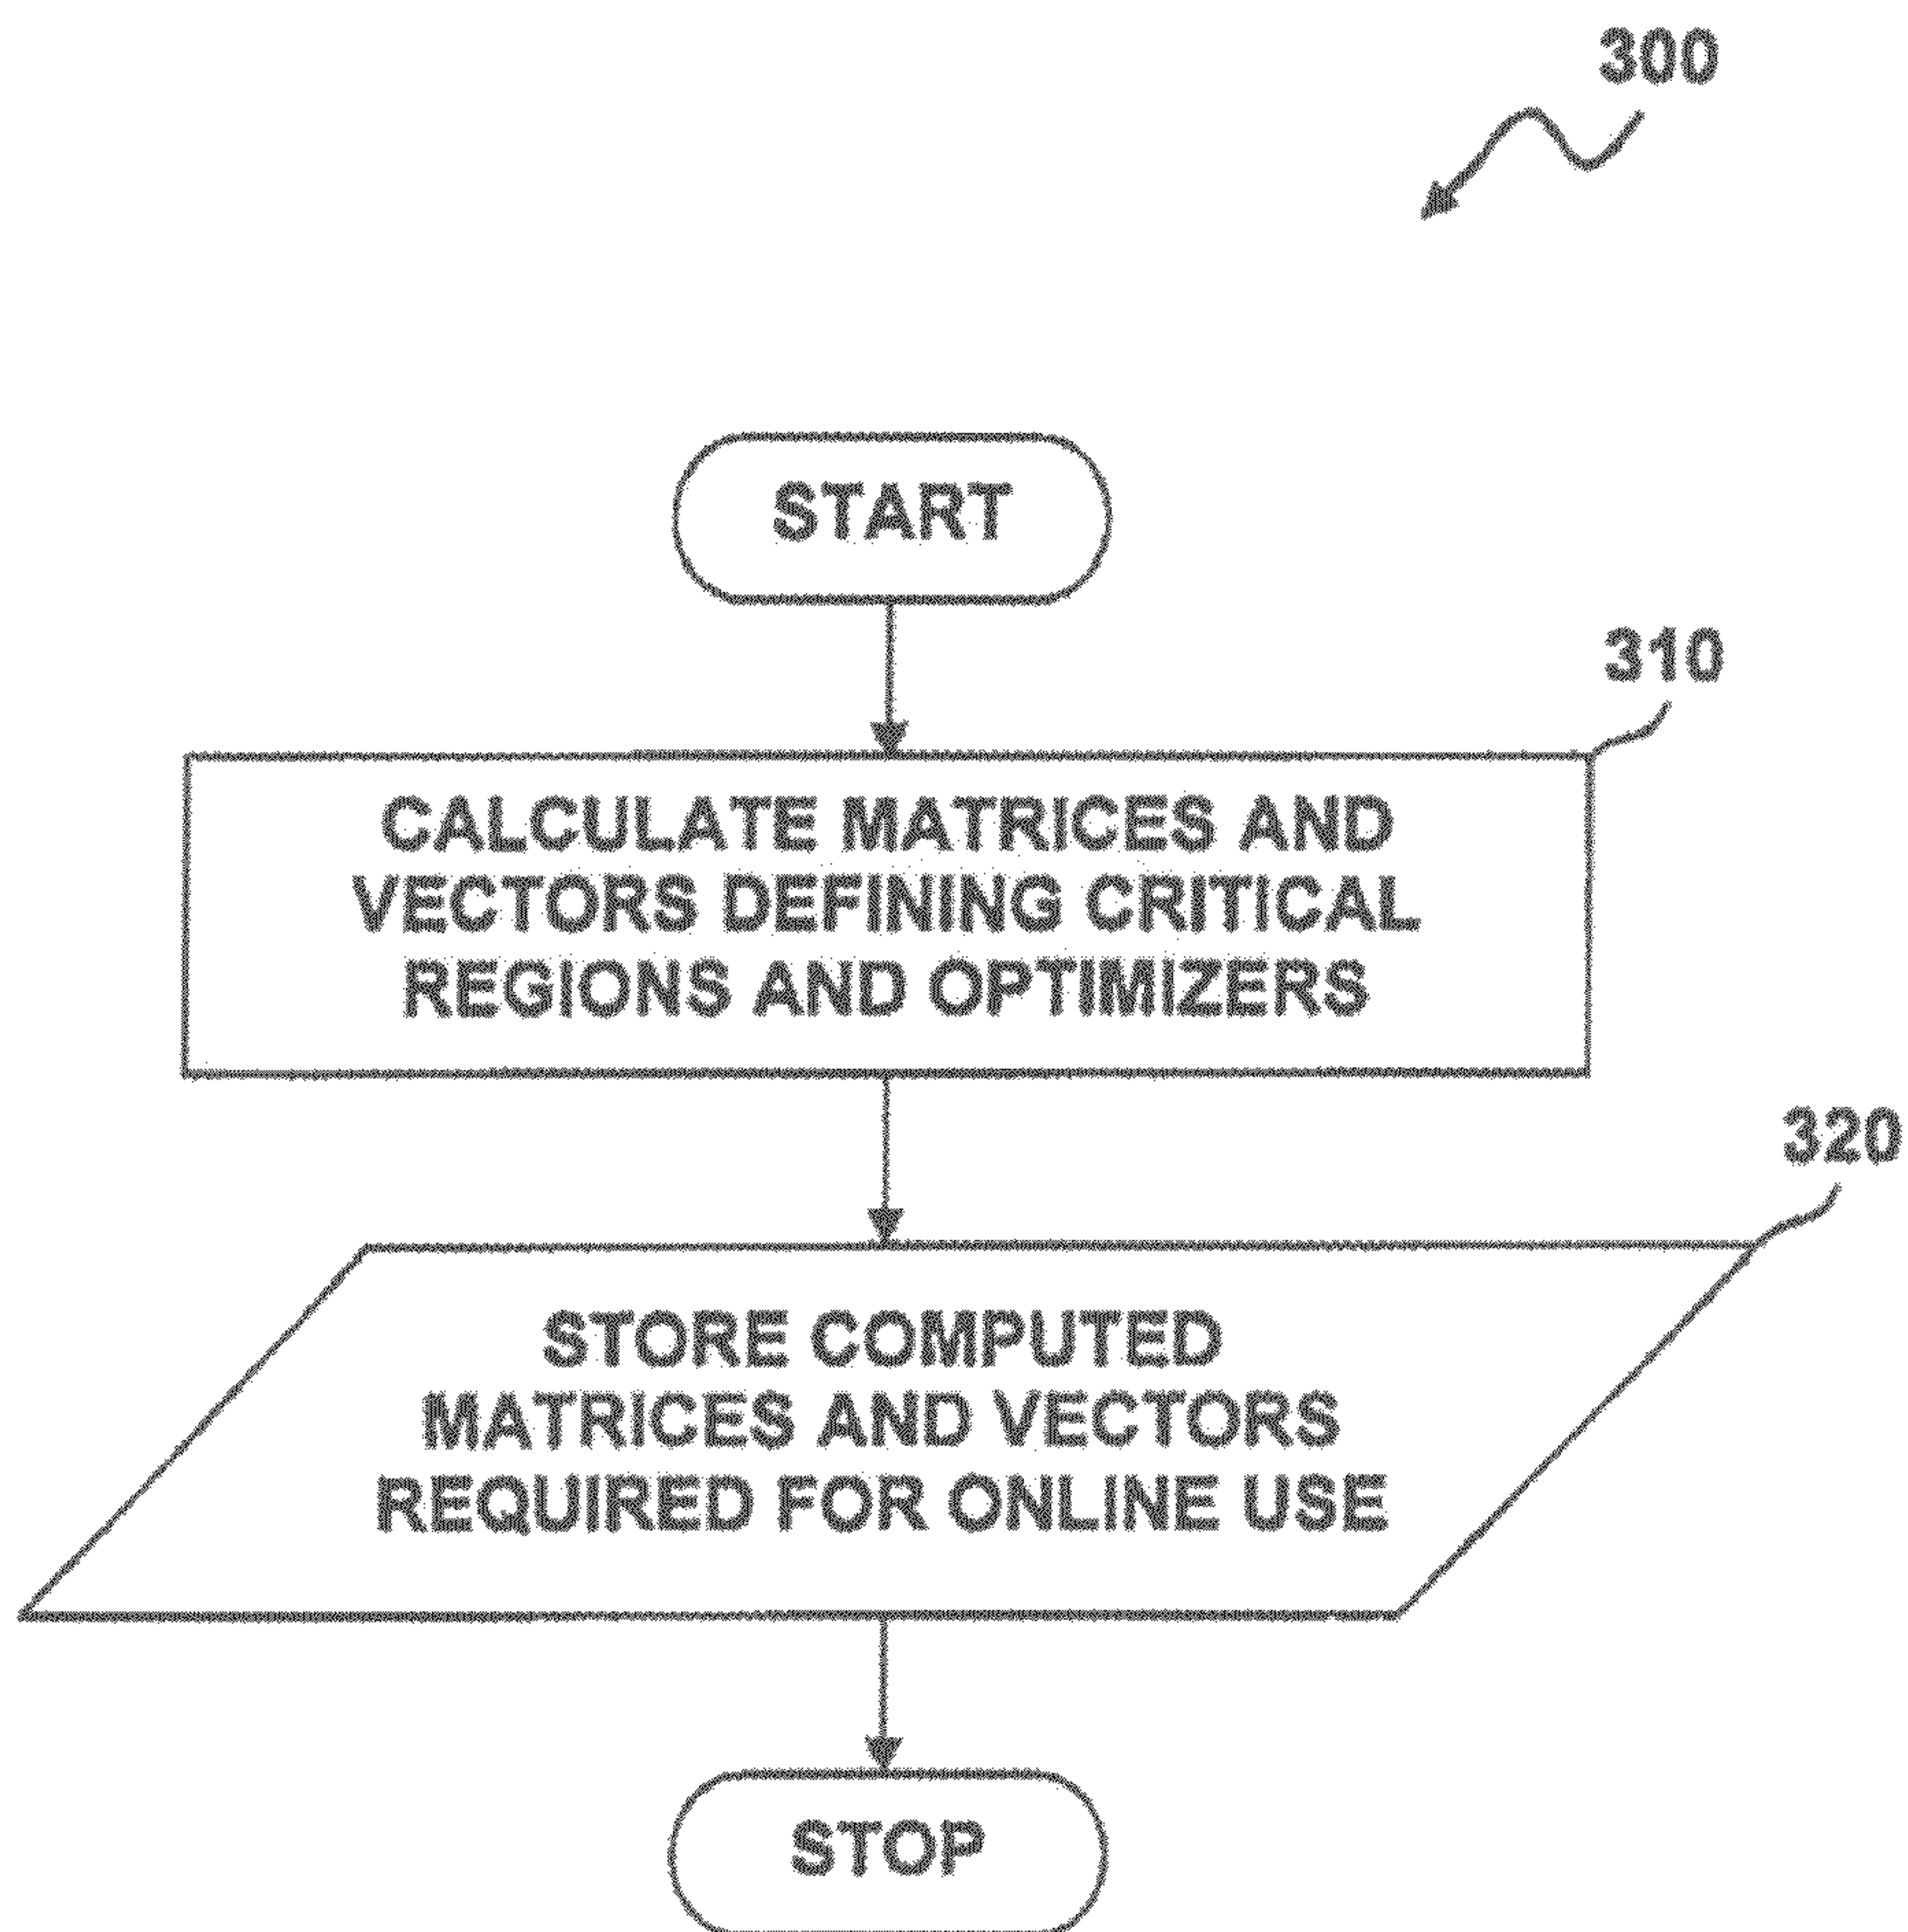 300
START
310
CALCULATE MATRICES AND
VECTORS DEFINING CRITICAL
REGIONS AND OPTIMIZERS
320
STORE COMPUTED
MATRICES AND VECTORS
REQUIRED FOR ONLINE USE
STOP